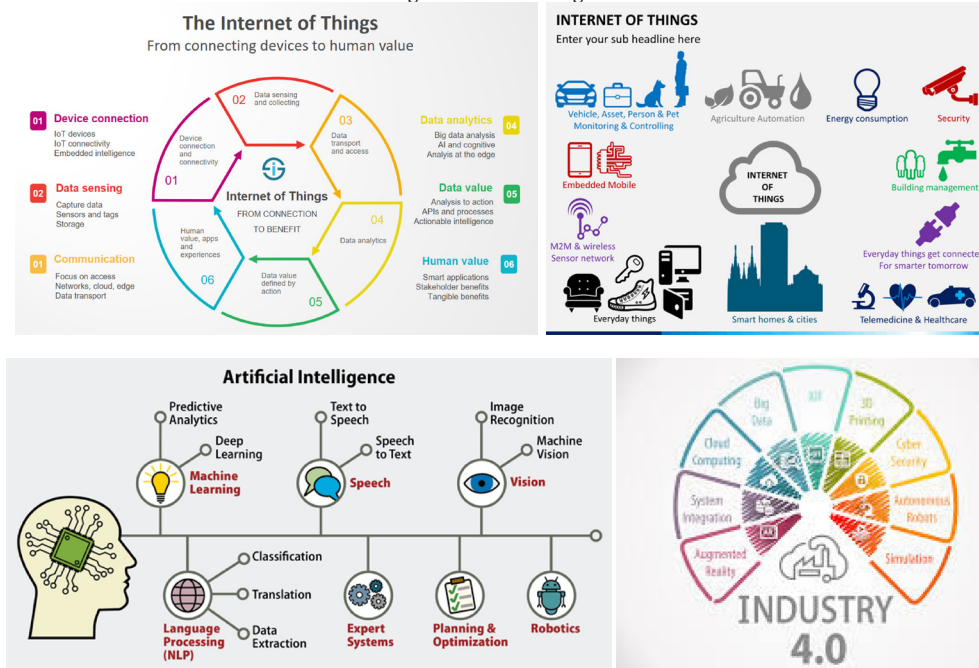 The Internet of Things
From connecting devices to human value
01 Device connection
IoT devices
IoT connectivity
Embedded intelligence
02 Data sensing
Capture data
Sensors and tags
Storage
01 Communication
Focus on access
Networks, cloud, edge
Data transport
02
Data sensing
and collecting
03
Data
transport
and access
Device
connection
and
connectivity
01
Internet of Things
FROM CONNECTION
TO BENEFIT
04
Data analytics
Human
value, apps
and
experiences
06
Data value
defined by
action
05
Data analytics 04
Big data analysis
AI and cognitive
Analyis at the edge
Data value 05
Analysis to action
APIs and processes
Actionable intelligence
Human value 06
Smart applications
Stakeholder benefits
Tangible benefits
INTERNET OF THINGS
Enter your sub headline here
Vehicle, Asset, Person & Pet
Monitoring & Controlling
Agriculture Automation
Energy consumption
Security
Embedded Mobile
INTERNET
OF
THINGS
Building management
M2M & wireless
Sensor network
Everyday things get connecte
For smarter tomorrow
Everyday things
Smart homes & cities
Telemedicine & Healthcare
Artificial Intelligence
Predictive
Analytics
Deep
Learning
Machine
Learning
Text to
Speech
Speech
to Text
Speech
Image
Recognition
Machine
Vision
Vision
Classification
Translation
Data
Extraction
Language
Processing
(NLP)
Expert
Systems
Planning &
Optimization
Robotics
Big
Data
3D
Printing
Cloud
Computing
Cyber
Security
System
Integration
Autonomous
Robots
Augmented
Reality
Simulation
INDUSTRY
4.0